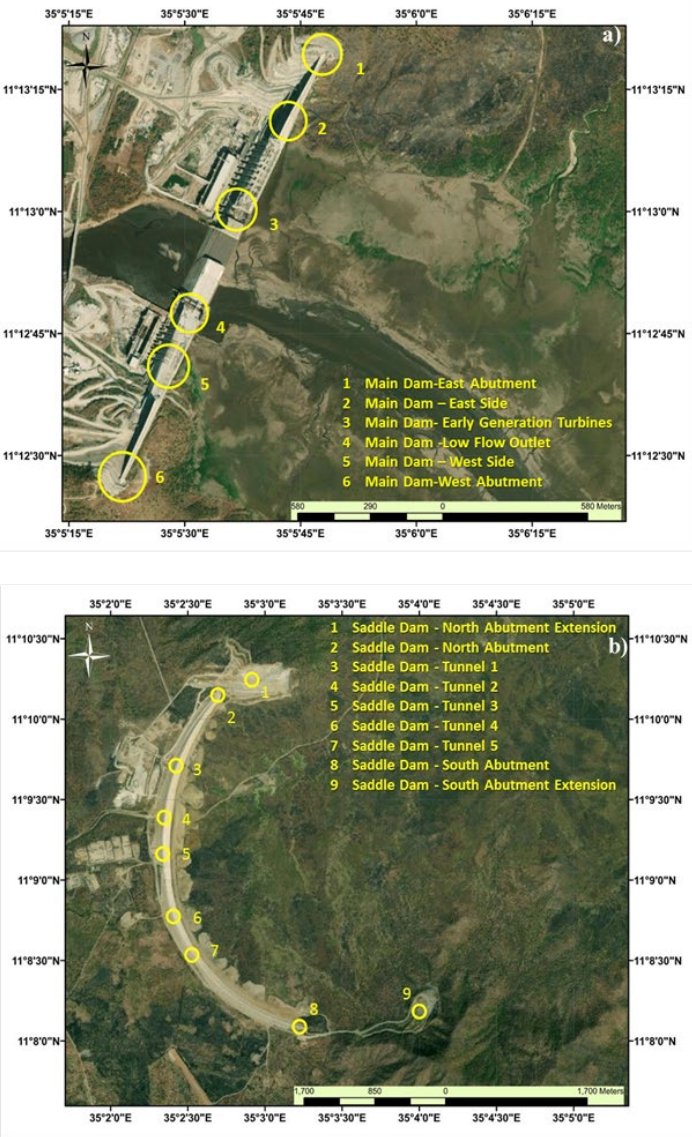 35°5'15"E 35°5'30"E 35°5'45"E 35°6'0"E 35°6'15"E
N
a)
1
11°13'15"N 11°13'15"N
2
11°13'0"N 11°13'0"N
3
4
11°12'45"N 11°12'45"N
5
1 Main Dam-East Abutment
2 Main Dam – East Side
3 Main Dam- Early Generation Turbines
4 Main Dam -Low Flow Outlet
5 Main Dam – West Side
6 Main Dam-West Abutment
11°12'30"N 11°12'30"N
6
580 290 0 580 Meters
35°5'15"E 35°5'30"E 35°5'45"E 35°6'0"E 35°6'15"E
35°2'0"E 35°2'30"E 35°3'0"E 35°3'30"E 35°4'0"E 35°4'30"E 35°5'0"E
N
b)
1 Saddle Dam - North Abutment Extension
2 Saddle Dam - North Abutment
3 Saddle Dam - Tunnel 1
4 Saddle Dam - Tunnel 2
5 Saddle Dam - Tunnel 3
6 Saddle Dam - Tunnel 4
7 Saddle Dam - Tunnel 5
8 Saddle Dam - South Abutment
9 Saddle Dam - South Abutment Extension
11°10'30"N 11°10'30"N
1
2
11°10'0"N 11°10'0"N
3
11°9'30"N 11°9'30"N
4
5
11°9'0"N 11°9'0"N
6
7
11°8'30"N 11°8'30"N
9
8
11°8'0"N 11°8'0"N
1,700 850 0 1,700 Meters
35°2'0"E 35°2'30"E 35°3'0"E 35°3'30"E 35°4'0"E 35°4'30"E 35°5'0"E